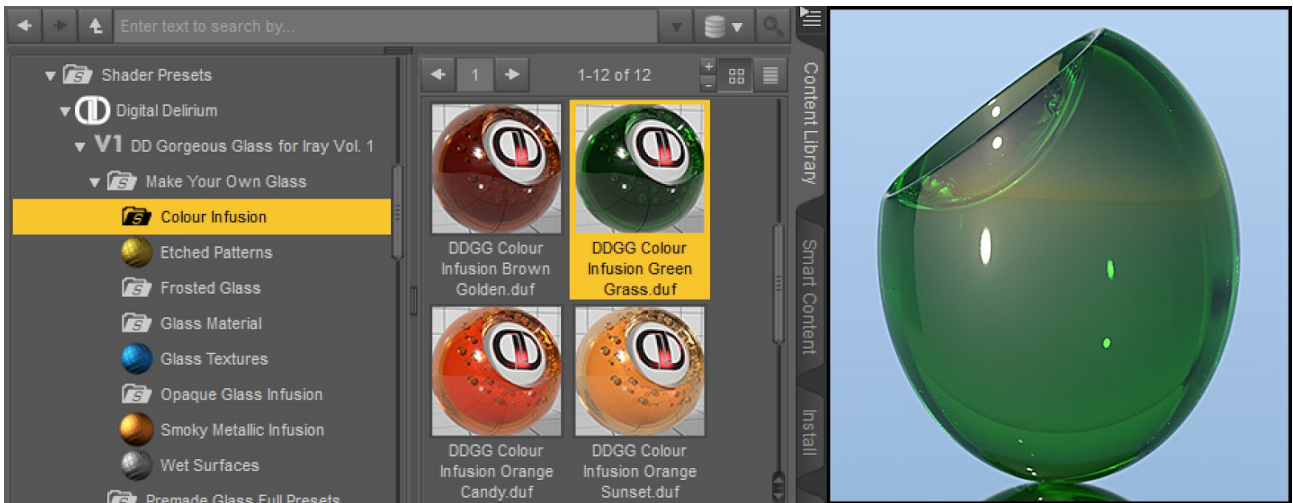 Enter text to search by...
Shader Presets
Digital Delirium
V1 DD Gorgeous Glass for Iray Vol. 1
Make Your Own Glass
Colour Infusion
Etched Patterns
Frosted Glass
Glass Material
Glass Textures
Opaque Glass Infusion
Smoky Metallic Infusion
Wet Surfaces
Premade Glass Full Presets
1
1-12 of 12
DDGG Colour
Infusion Brown
Golden.duf
DDGG Colour
Infusion Green
Grass.duf
DDGG Colour
Infusion Orange
Candy.duf
DDGG Colour
Infusion Orange
Sunset.duf
Content Library
Smart Content
Install